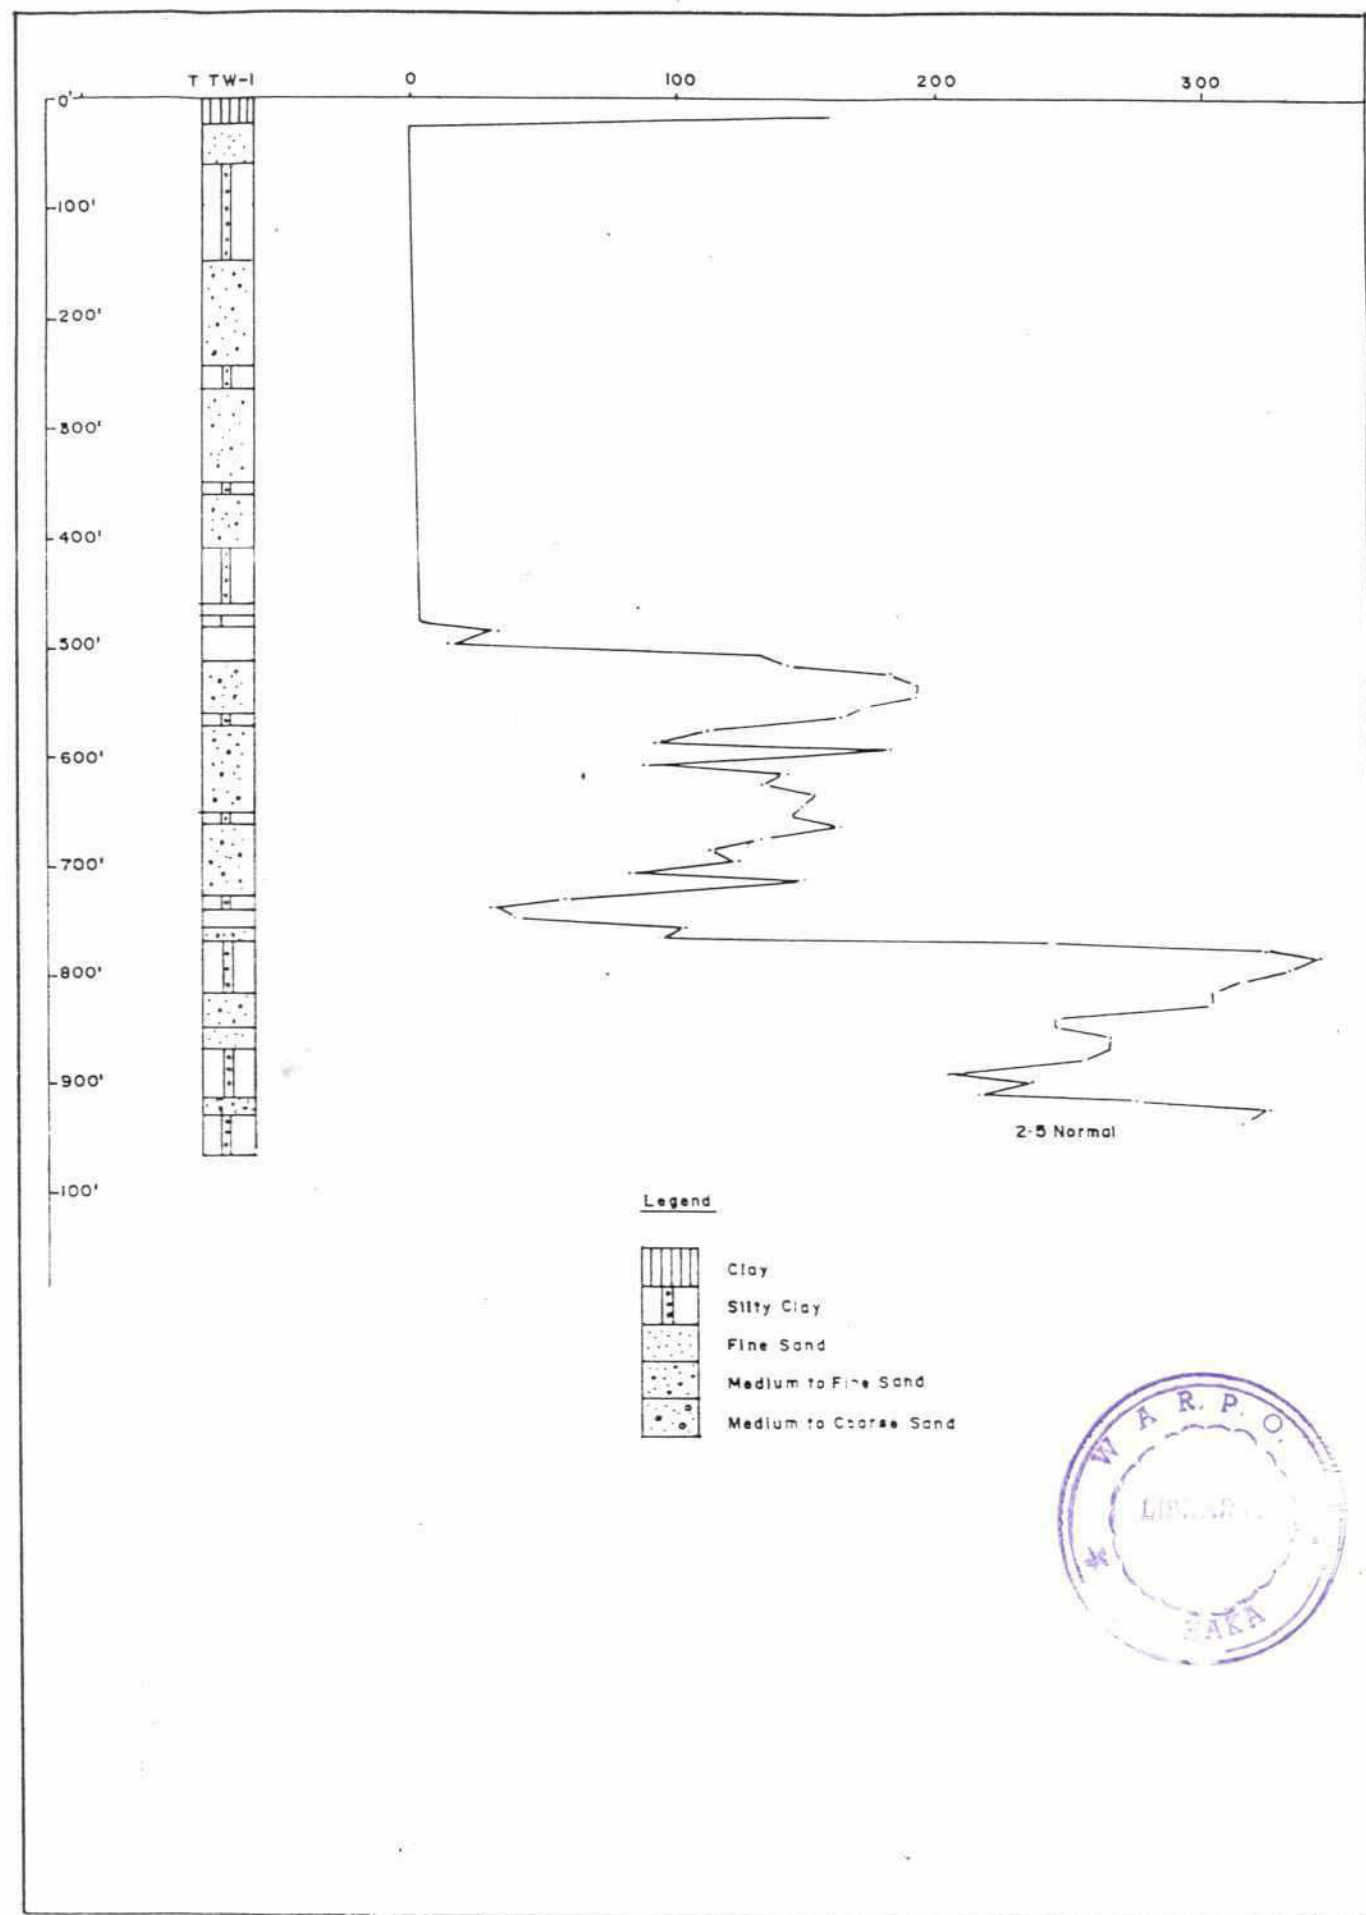 T TW-1 0 100 200 300
0'
100'
200'
300'
400'
500'
600'
700'
800'
900'
2-5 Normal
100'
Legend
Clay
Silty Clay
Fine Sand
Medium to Fine Sand
Medium to Coarse Sand
W A R. P. O.